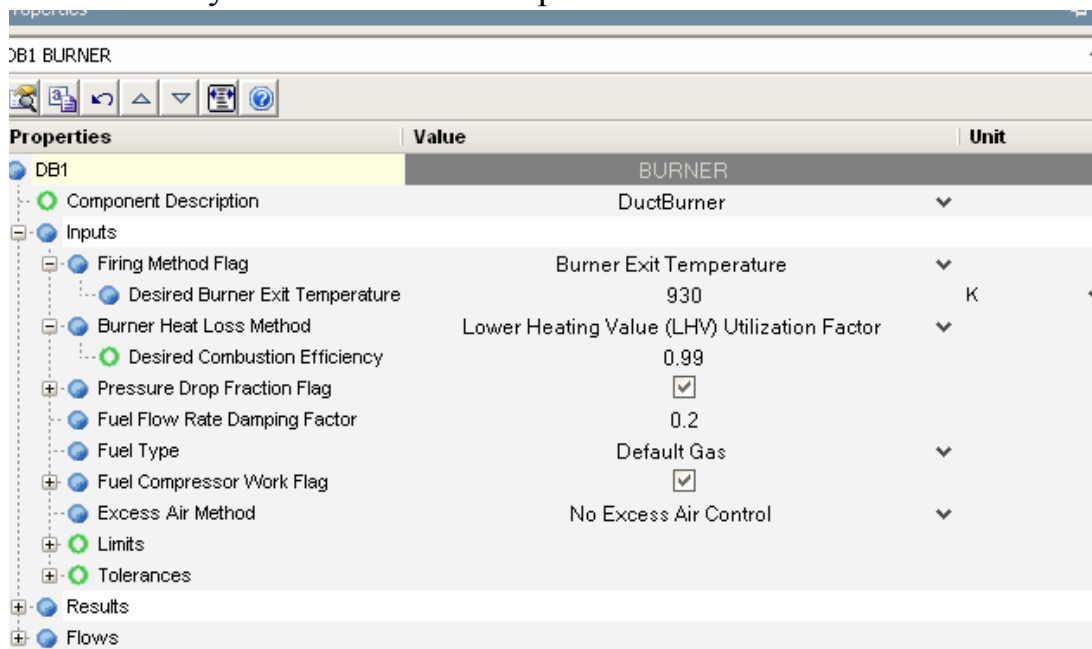 Properties
DB1 BURNER
Properties Value Unit
DB1 BURNER
Component Description DuctBurner
Inputs
Firing Method Flag Burner Exit Temperature
Desired Burner Exit Temperature 930 K
Burner Heat Loss Method Lower Heating Value (LHV) Utilization Factor
Desired Combustion Efficiency 0.99
Pressure Drop Fraction Flag
Fuel Flow Rate Damping Factor 0.2
Fuel Type Default Gas
Fuel Compressor Work Flag
Excess Air Method No Excess Air Control
Limits
Tolerances
Results
Flows